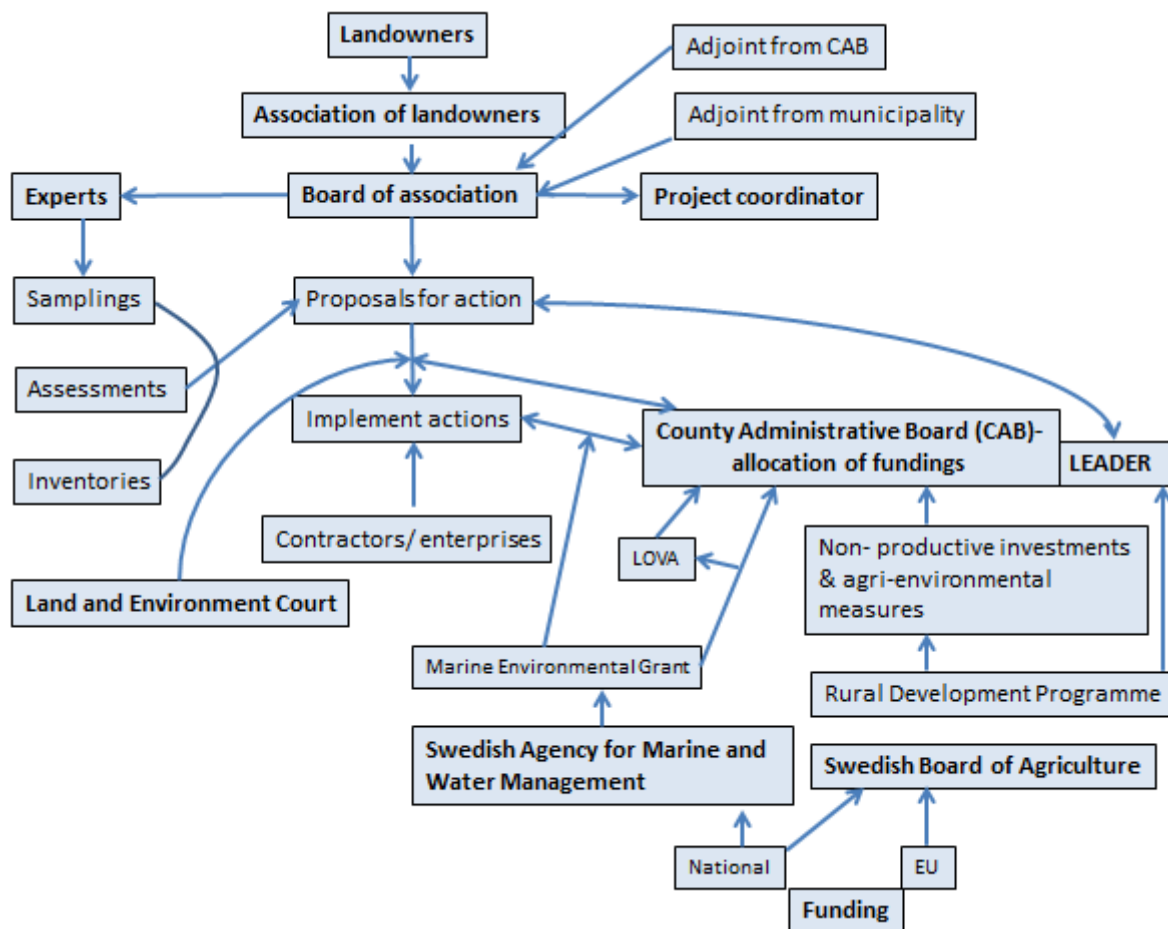 Landowners
Adjoint from CAB
Association of landowners
Adjoint from municipality
Experts
Board of association
Project coordinator
Samplings
Proposals for action
Assessments
Implement actions
County Administrative Board (CAB)-
allocation of fundings
LEADER
Inventories
Contractors/ enterprises
LOVA
Non- productive investments
& agri-environmental
measures
Land and Environment Court
Marine Environmental Grant
Rural Development Programme
Swedish Agency for Marine and
Water Management
Swedish Board of Agriculture
National
EU
Funding